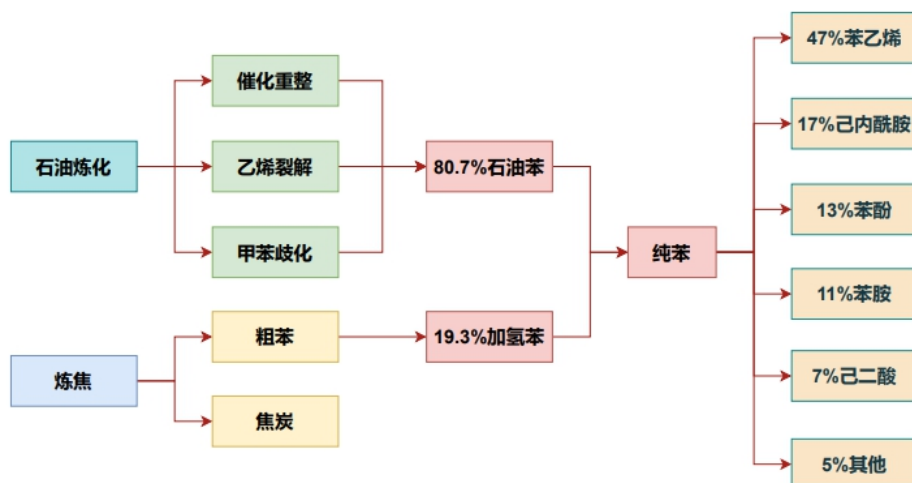 石油炼化
催化重整
乙烯裂解
甲苯歧化
80.7%石油苯
炼焦
粗苯
焦炭
19.3%加氢苯
纯苯
47%苯乙烯
17%己内酰胺
13%苯酚
11%苯胺
7%己二酸
5%其他